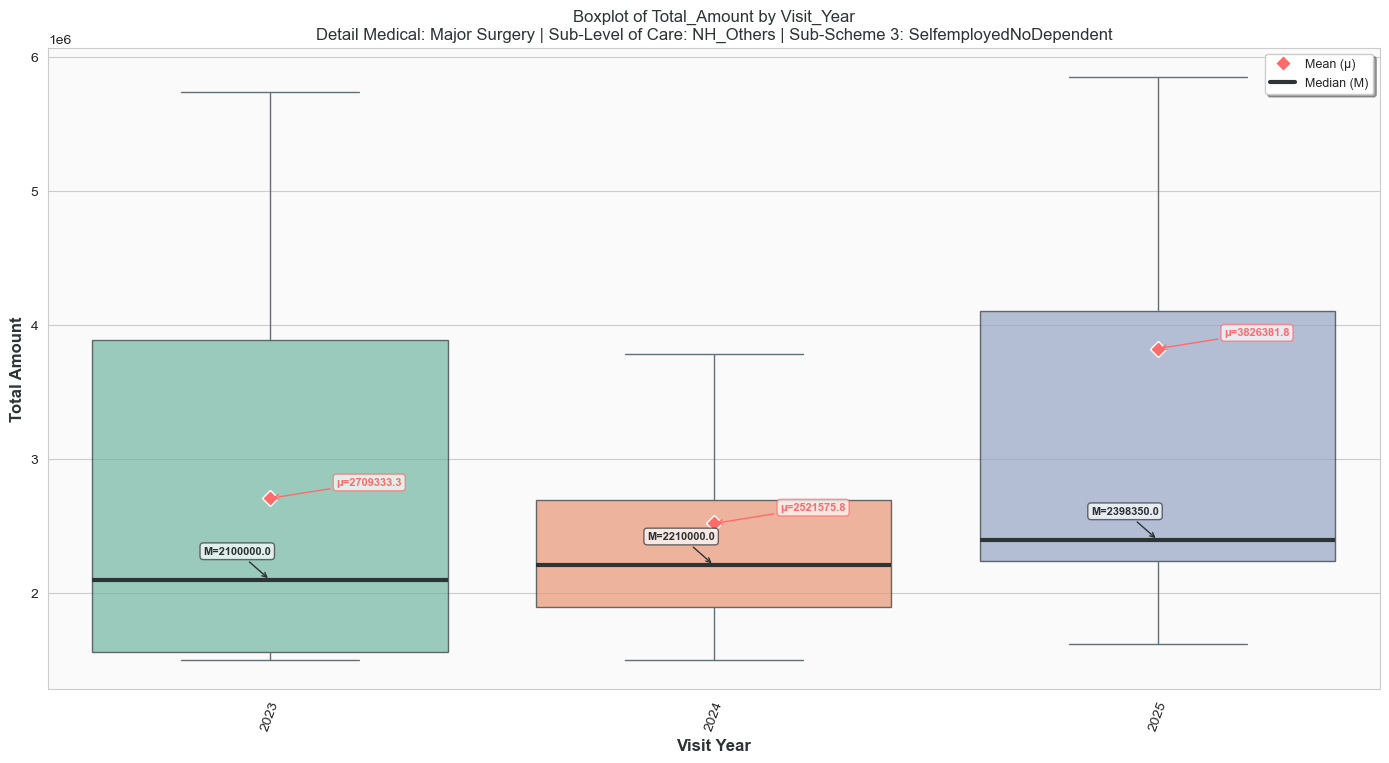 Boxplot of Total_Amount by Visit_Year
Detail Medical: Major Surgery | Sub-Level of Care: NH_Others | Sub-Scheme 3: SelfemployedNoDependent
1e6
Mean (μ)
Median (M)
6
5
4
3
2
Total Amount
μ=2709333.3
M=2100000.0
μ=2521575.8
M=2210000.0
μ=3826381.8
M=2398350.0
2023
2024
2025
Visit Year